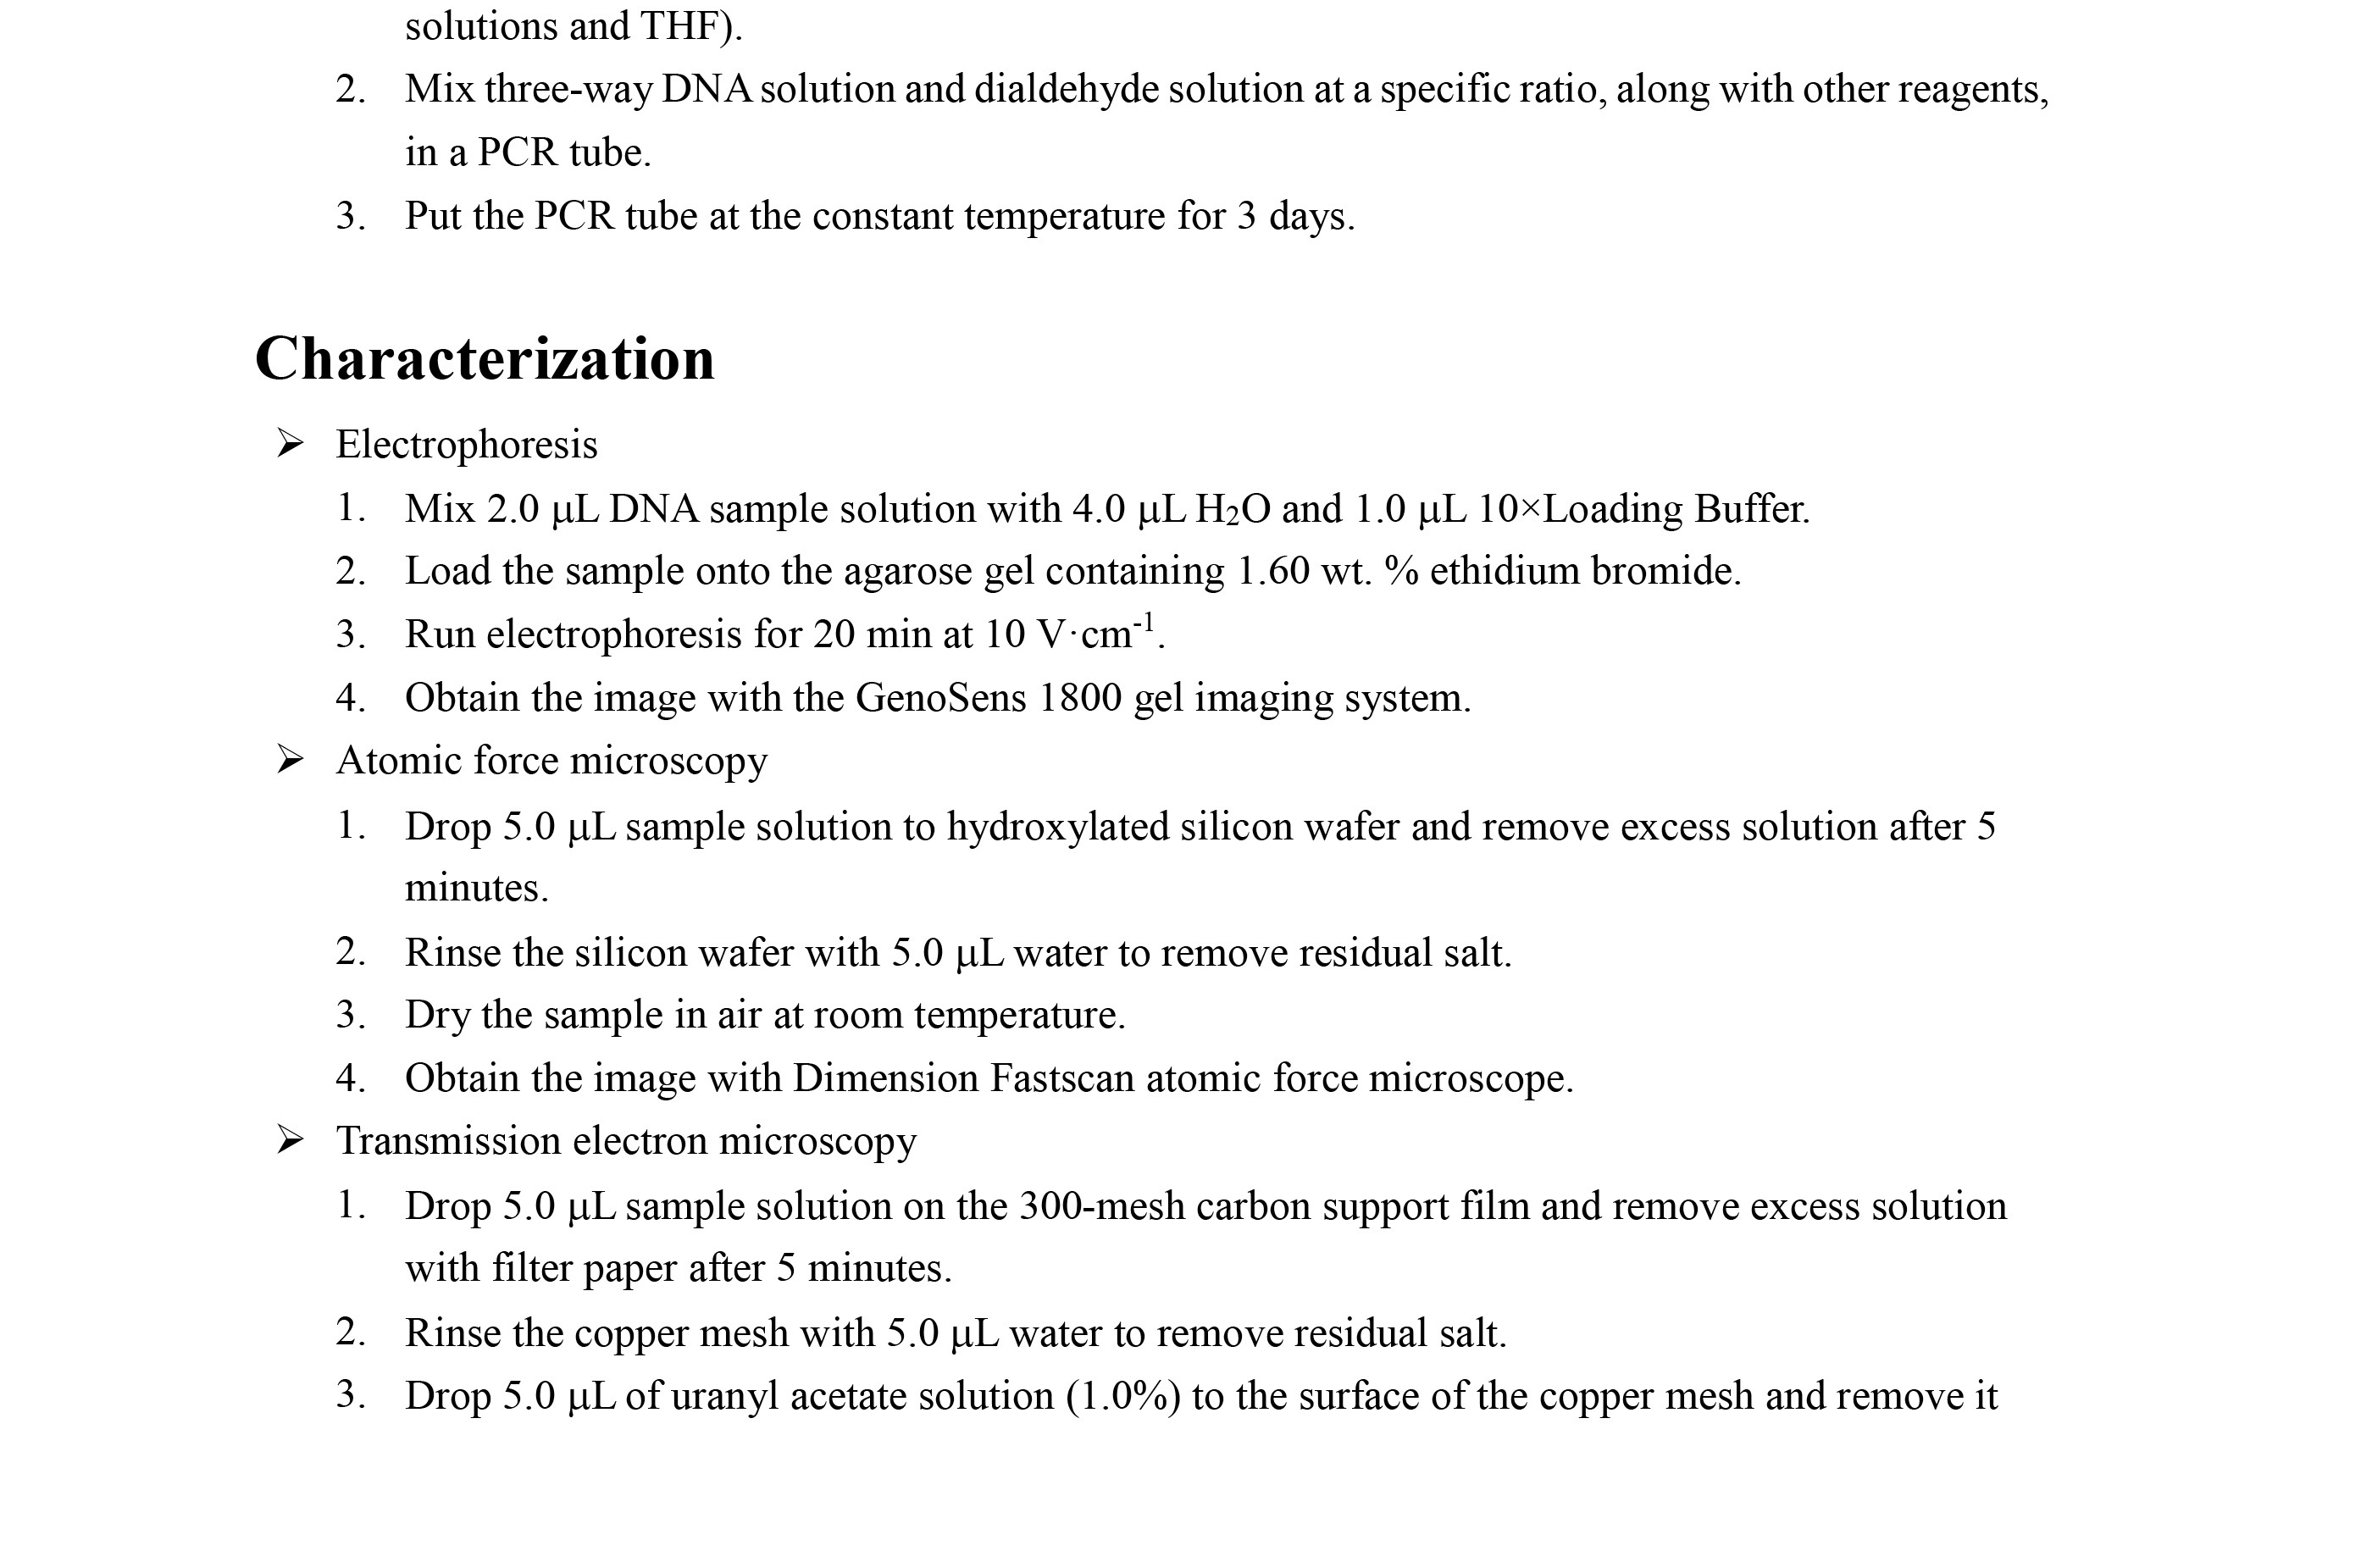 solutions and THF).
2. Mix three-way DNA solution and dialdehyde solution at a specific ratio, along with other reagents,
in a PCR tube.
3. Put the PCR tube at the constant temperature for 3 days.
Characterization
➢ Electrophoresis
1. Mix 2.0 μL DNA sample solution with 4.0 μL H₂O and 1.0 μL 10×Loading Buffer.
2. Load the sample onto the agarose gel containing 1.60 wt. % ethidium bromide.
3. Run electrophoresis for 20 min at 10 V·cm⁻¹.
4. Obtain the image with the GenoSens 1800 gel imaging system.
➢ Atomic force microscopy
1. Drop 5.0 μL sample solution to hydroxylated silicon wafer and remove excess solution after 5
minutes.
2. Rinse the silicon wafer with 5.0 μL water to remove residual salt.
3. Dry the sample in air at room temperature.
4. Obtain the image with Dimension Fastscan atomic force microscope.
➢ Transmission electron microscopy
1. Drop 5.0 μL sample solution on the 300-mesh carbon support film and remove excess solution
with filter paper after 5 minutes.
2. Rinse the copper mesh with 5.0 μL water to remove residual salt.
3. Drop 5.0 μL of uranyl acetate solution (1.0%) to the surface of the copper mesh and remove it